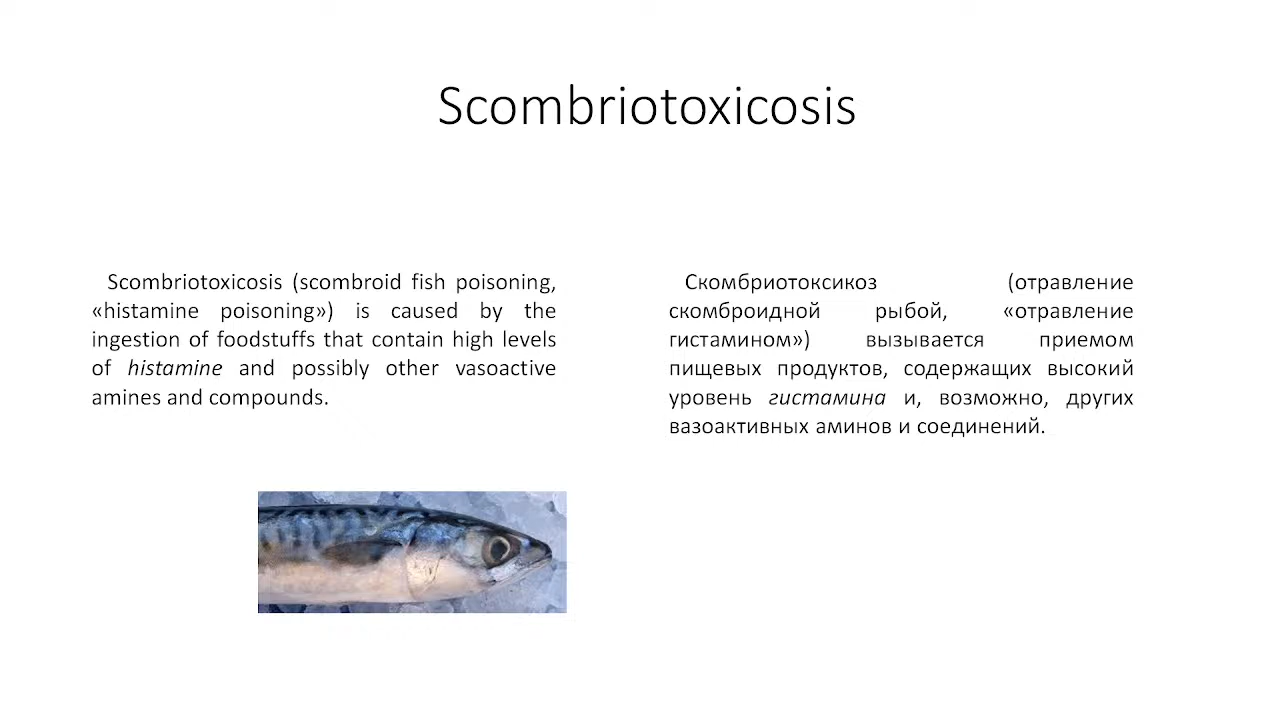 Scombriotoxicosis
Scombriotoxicosis (scombroid fish poisoning,
«histamine poisoning») is caused by the
ingestion of foodstuffs that contain high levels
of histamine and possibly other vasoactive
amines and compounds.
Скомбриотоксикоз (отравление
скомброидной рыбой, «отравление
гистамином») вызывается приемом
пищевых продуктов, содержащих высокий
уровень гистамина и, возможно, других
вазоактивных аминов и соединений.